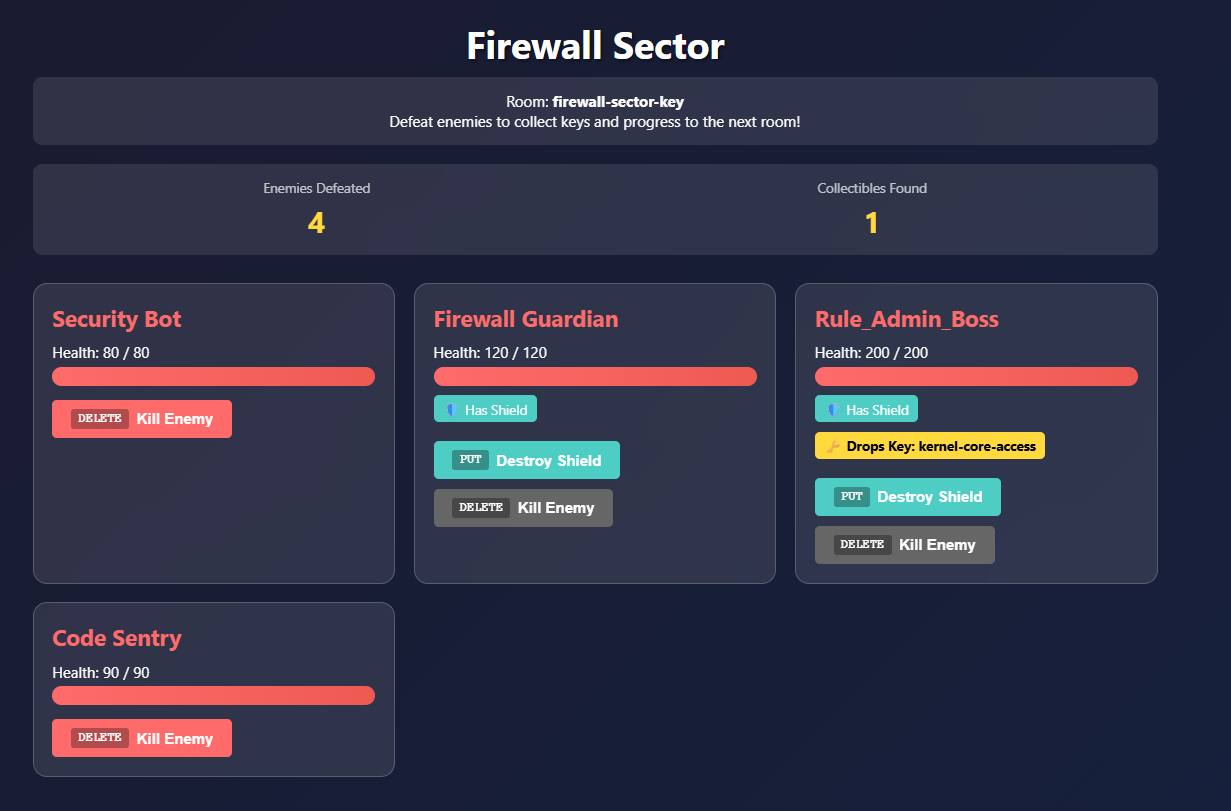 Firewall Sector
Room: firewall-sector-key
Defeat enemies to collect keys and progress to the next room!
Enemies Defeated
4
Collectibles Found
1
Security Bot
Health: 80 / 80
DELETE Kill Enemy
Firewall Guardian
Health: 120 / 120
Has Shield
PUT Destroy Shield
DELETE Kill Enemy
Rule_Admin_Boss
Health: 200 / 200
Has Shield
Drops Key: kernel-core-access
PUT Destroy Shield
DELETE Kill Enemy
Code Sentry
Health: 90 / 90
DELETE Kill Enemy